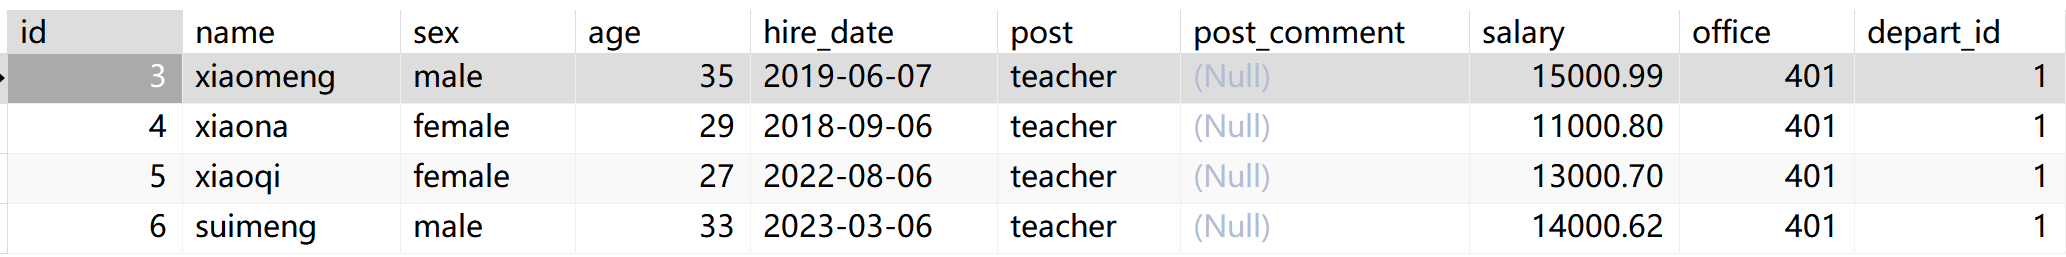 id name sex age hire_date post post_comment salary office depart_id
3 xiaomeng male 35 2019-06-07 teacher (Null) 15000.99 401 1
4 xiaona female 29 2018-09-06 teacher (Null) 11000.80 401 1
5 xiaoqi female 27 2022-08-06 teacher (Null) 13000.70 401 1
6 suimeng male 33 2023-03-06 teacher (Null) 14000.62 401 1